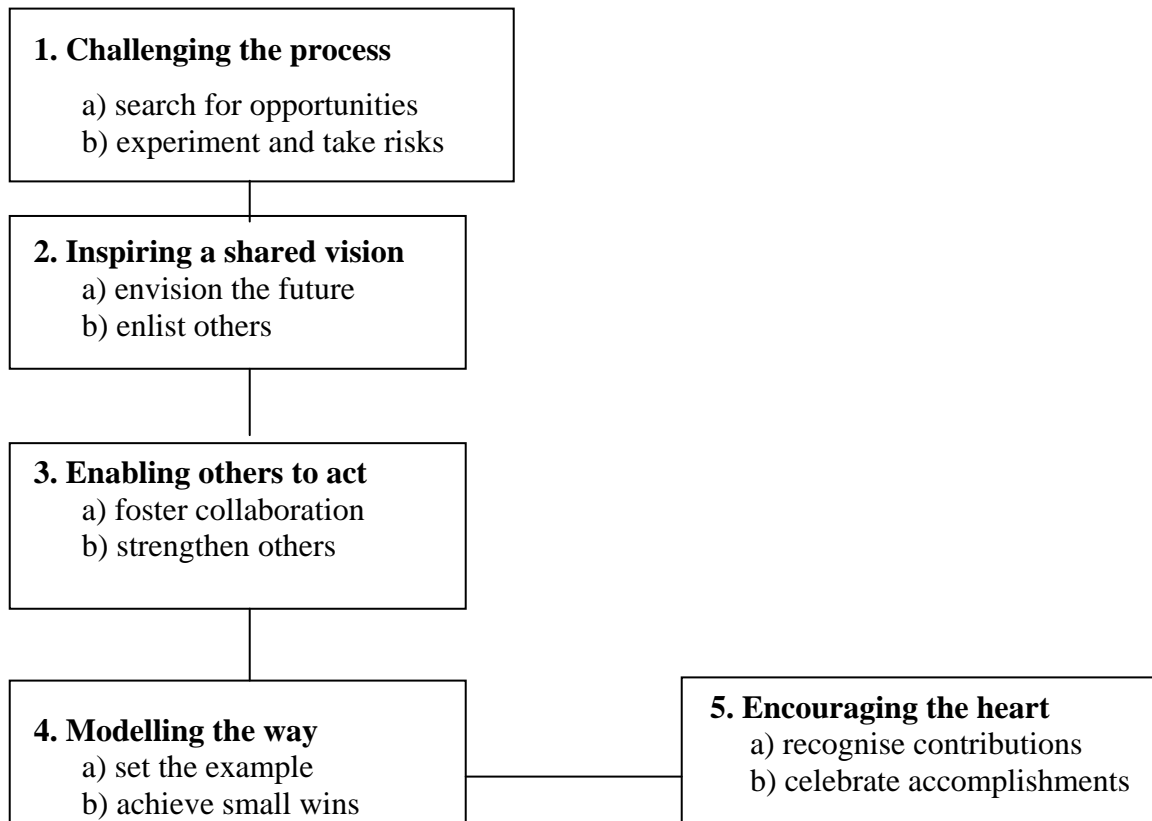 1. Challenging the process
a) search for opportunities
b) experiment and take risks
2. Inspiring a shared vision
a) envision the future
b) enlist others
3. Enabling others to act
a) foster collaboration
b) strengthen others
4. Modelling the way
a) set the example
b) achieve small wins
5. Encouraging the heart
a) recognise contributions
b) celebrate accomplishments